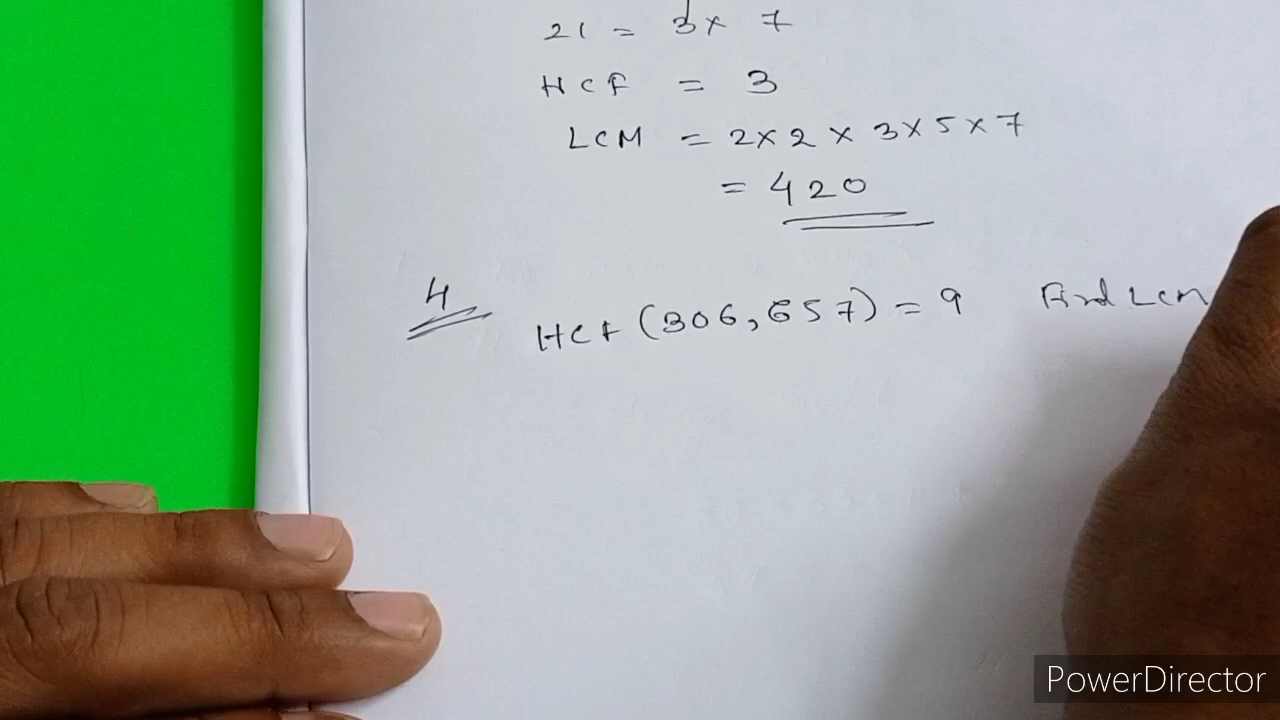 21 = 3 × 7
HCF = 3
LCM = 2 × 2 × 3 × 5 × 7
= 420
4 HCF (306, 657) = 9 Find LCM
PowerDirector